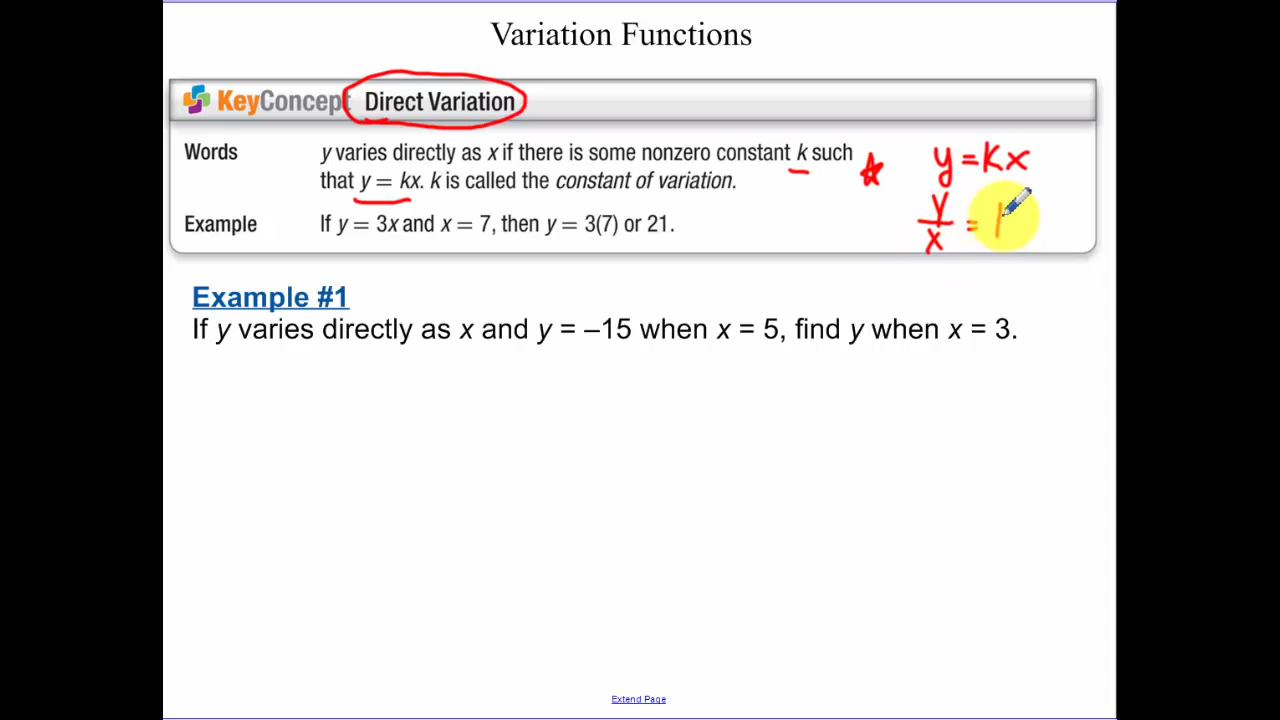 Variation Functions
KeyConcept Direct Variation
Words y varies directly as x if there is some nonzero constant k such
that y = kx. k is called the constant of variation.
Example If y = 3x and x = 7, then y = 3(7) or 21.
y = Kx
y/x =
Example #1
If y varies directly as x and y = –15 when x = 5, find y when x = 3.
Extend Page